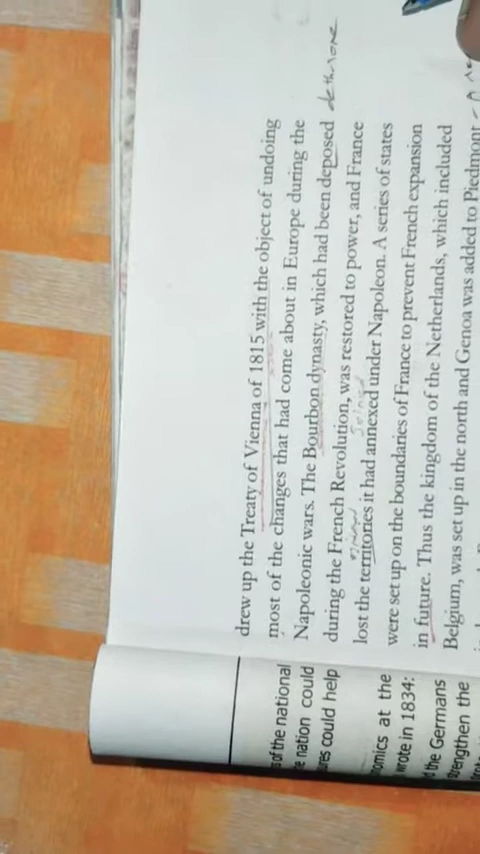 drew up the Treaty of Vienna of 1815 with the object of undoing
most of the changes that had come about in Europe during the
Napoleonic wars. The Bourbon dynasty, which had been deposed dethrone
during the French Revolution, was restored to power, and France
lost the territories it had annexed under Napoleon. A series of states
were set up on the boundaries of France to prevent French expansion
in future. Thus the kingdom of the Netherlands, which included
Belgium, was set up in the north and Genoa was added to Piedmont
of the national
nation could
could help
at the
wrote in 1834:
the Germans
strengthen the